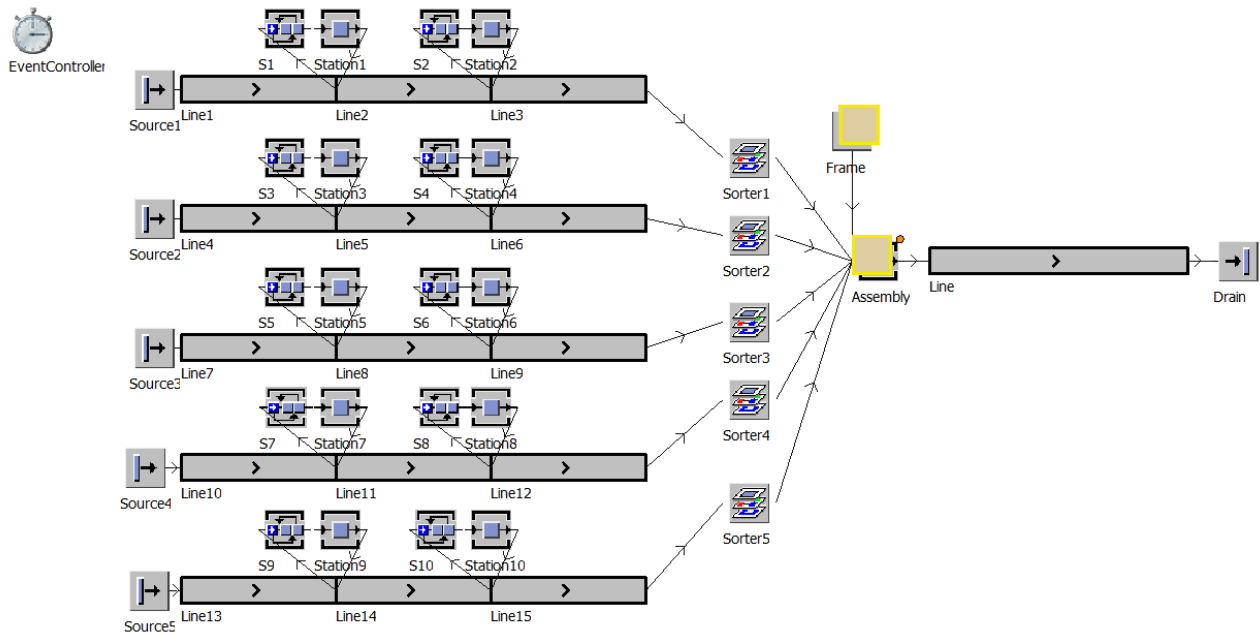 S1 Station1 S2 Station2
EventController
Source1 Line1 Line2 Line3
S3 Station3 S4 Station4
Sorter1
Frame
Source2 Line4 Line5 Line6
Sorter2
S5 Station5 S6 Station6
Assembly Line Drain
Source3 Line7 Line8 Line9
Sorter3
S7 Station7 S8 Station8
Sorter4
Source4 Line10 Line11 Line12
Sorter5
S9 Station9 S10 Station10
Source5 Line13 Line14 Line15